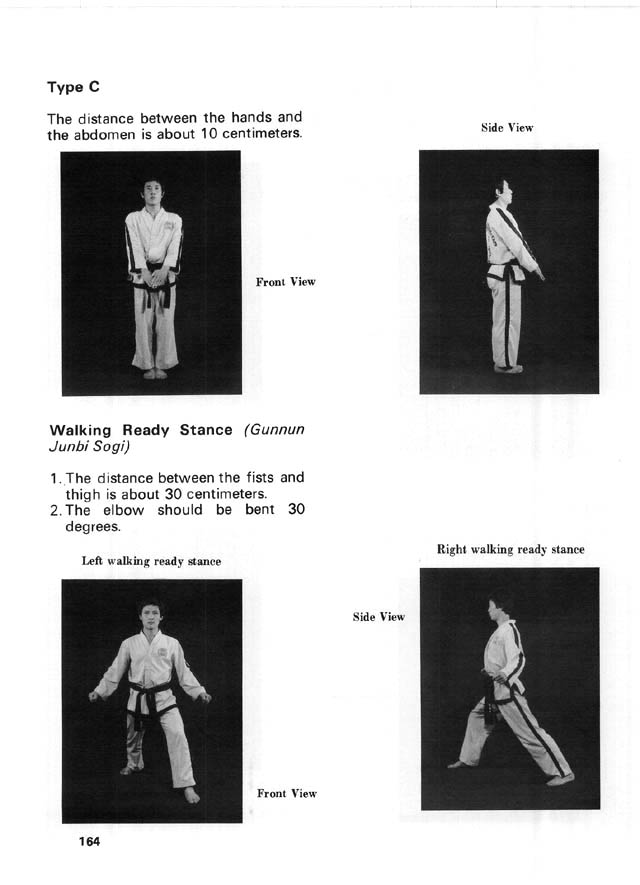 Type C
The distance between the hands and
the abdomen is about 10 centimeters.
Side View
Front View
Walking Ready Stance (Gunnun
Junbi Sogi)
1. The distance between the fists and
thigh is about 30 centimeters.
2. The elbow should be bent 30
degrees.
Left walking ready stance
Right walking ready stance
Side View
Front View
164